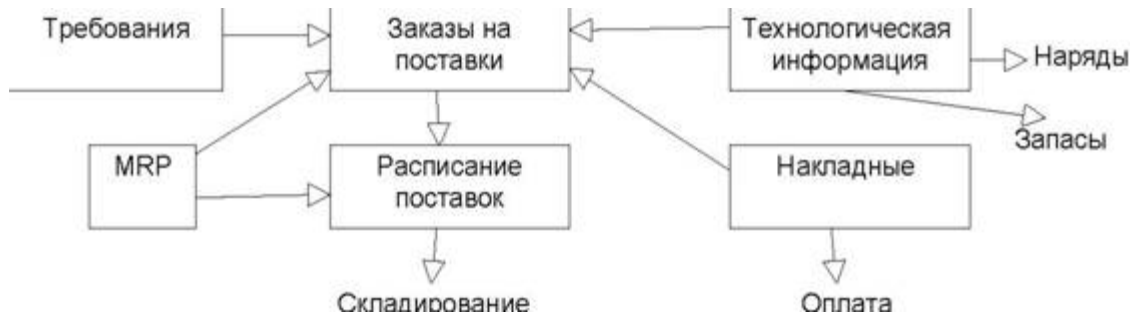 Требования
Заказы на
поставки
Технологическая
информация
Наряды
Запасы
MRP
Расписание
поставок
Накладные
Складирование
Оплата